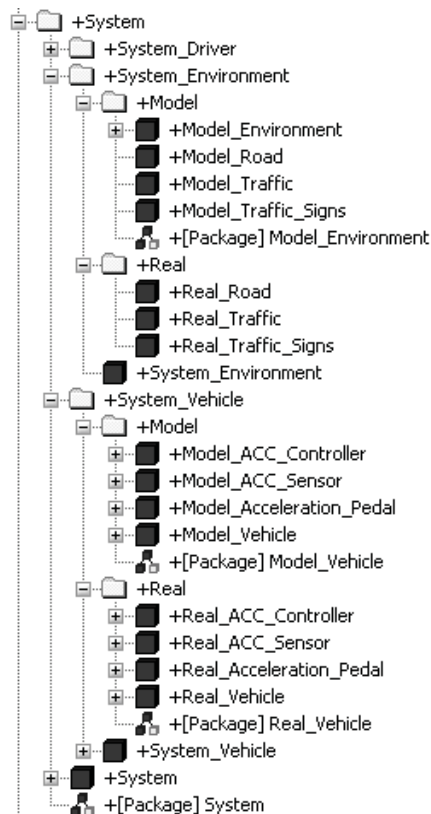 +System
+System_Driver
+System_Environment
+Model
+Model_Environment
+Model_Road
+Model_Traffic
+Model_Traffic_Signs
+[Package] Model_Environment
+Real
+Real_Road
+Real_Traffic
+Real_Traffic_Signs
+System_Environment
+System_Vehicle
+Model
+Model_ACC_Controller
+Model_ACC_Sensor
+Model_Acceleration_Pedal
+Model_Vehicle
+[Package] Model_Vehicle
+Real
+Real_ACC_Controller
+Real_ACC_Sensor
+Real_Acceleration_Pedal
+Real_Vehicle
+[Package] Real_Vehicle
+System_Vehicle
+System
+[Package] System